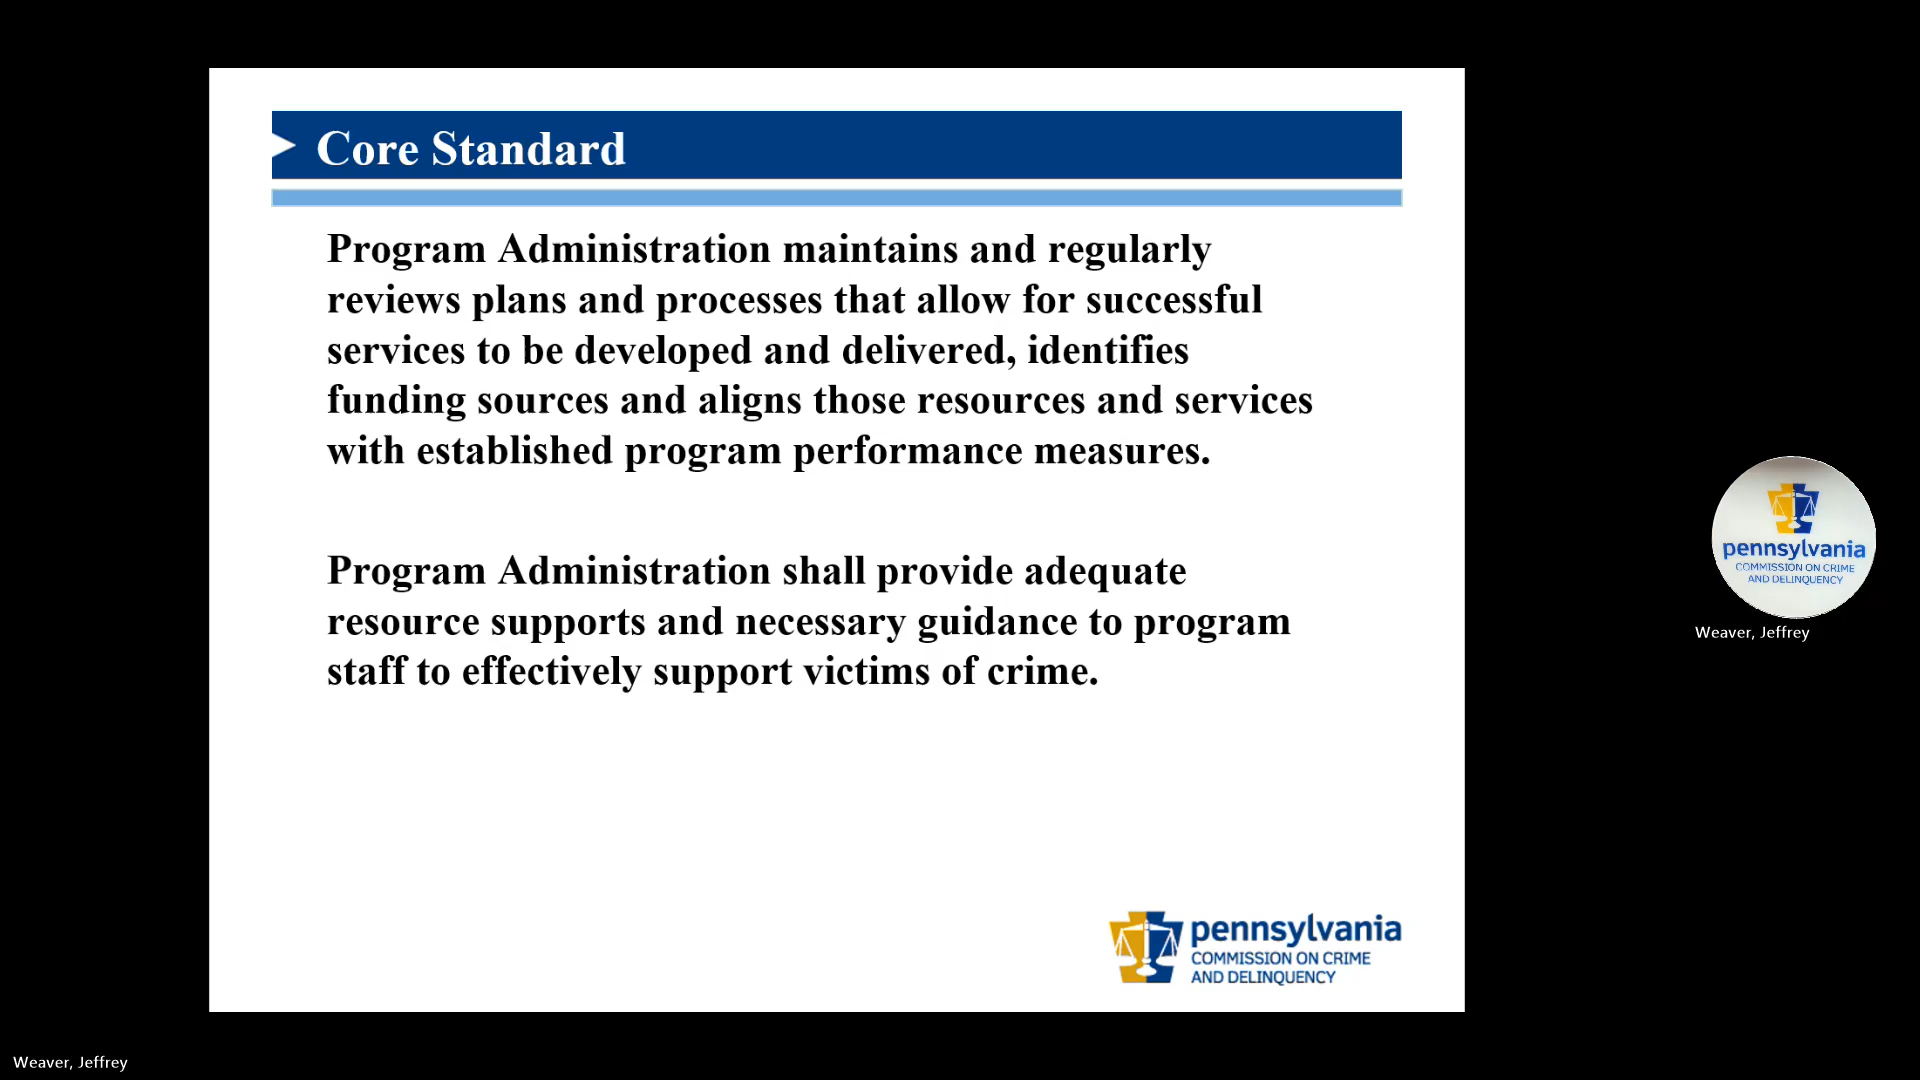 Core Standard
Program Administration maintains and regularly
reviews plans and processes that allow for successful
services to be developed and delivered, identifies
funding sources and aligns those resources and services
with established program performance measures.
Program Administration shall provide adequate
resource supports and necessary guidance to program
staff to effectively support victims of crime.
pennsylvania
COMMISSION ON CRIME
AND DELINQUENCY
pennsylvania
COMMISSION ON CRIME
AND DELINQUENCY
Weaver, Jeffrey
Weaver, Jeffrey